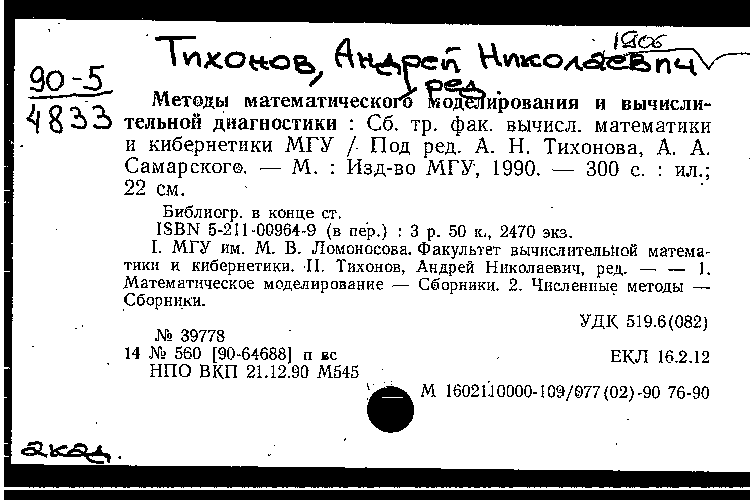 1906
Тихонов, Андрей Николаевич
ред.
90-5
4833
Методы математического моделирования и вычисли-
тельной диагностики : Сб. тр. фак. вычисл. математики
и кибернетики МГУ / Под ред. А. Н. Тихонова, А. А.
Самарского. — М. : Изд-во МГУ, 1990. — 300 с. : ил.;
22 см.
Библиогр. в конце ст.
ISBN 5-211-00964-9 (в пер.) : 3 р. 50 к., 2470 экз.
I. МГУ им. М. В. Ломоносова. Факультет вычислительной матема-
тики и кибернетики. II. Тихонов, Андрей Николаевич, ред. — — 1.
Математическое моделирование — Сборники. 2. Численные методы —
Сборники.
УДК 519.6(082)
№ 39778
14 № 560 [90-64688] п вс
ЕКЛ 16.2.12
НПО ВКП 21.12.90 М545
М 1602110000-109/077(02)-90 76-90
акад.